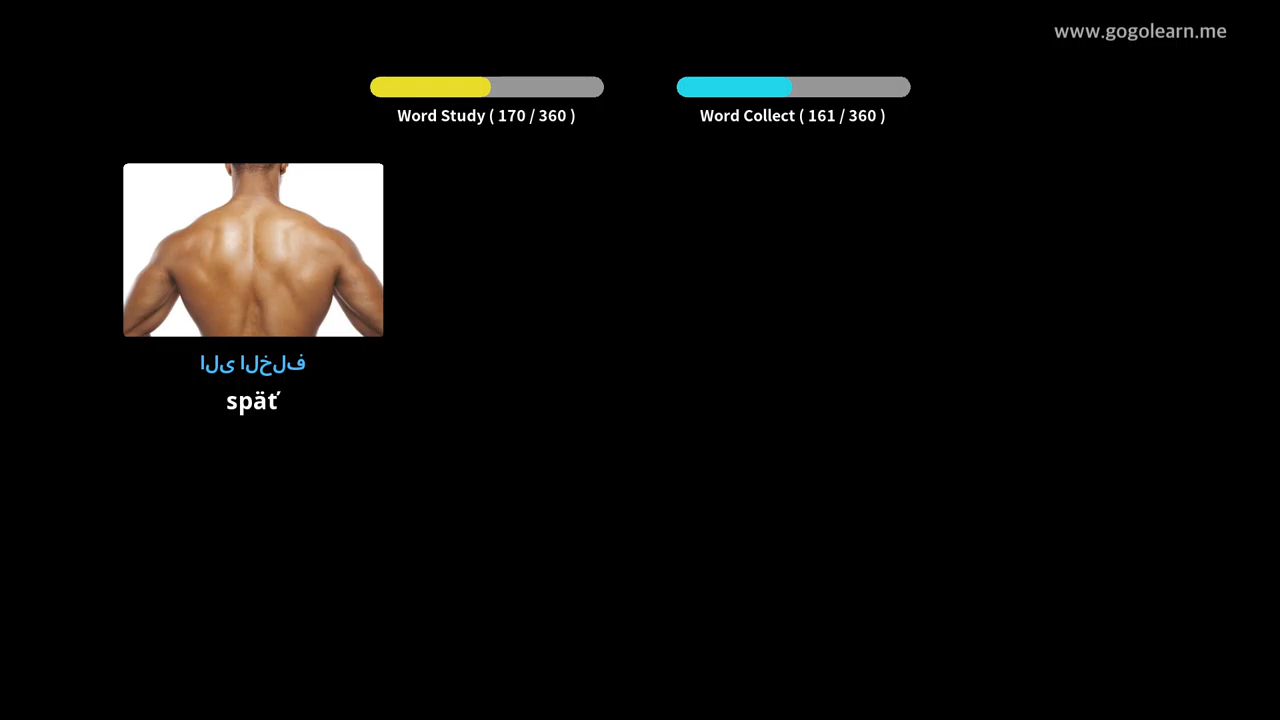 www.gogolearn.me
Word Study ( 170 / 360 )
Word Collect ( 161 / 360 )
الى الخلف
späť